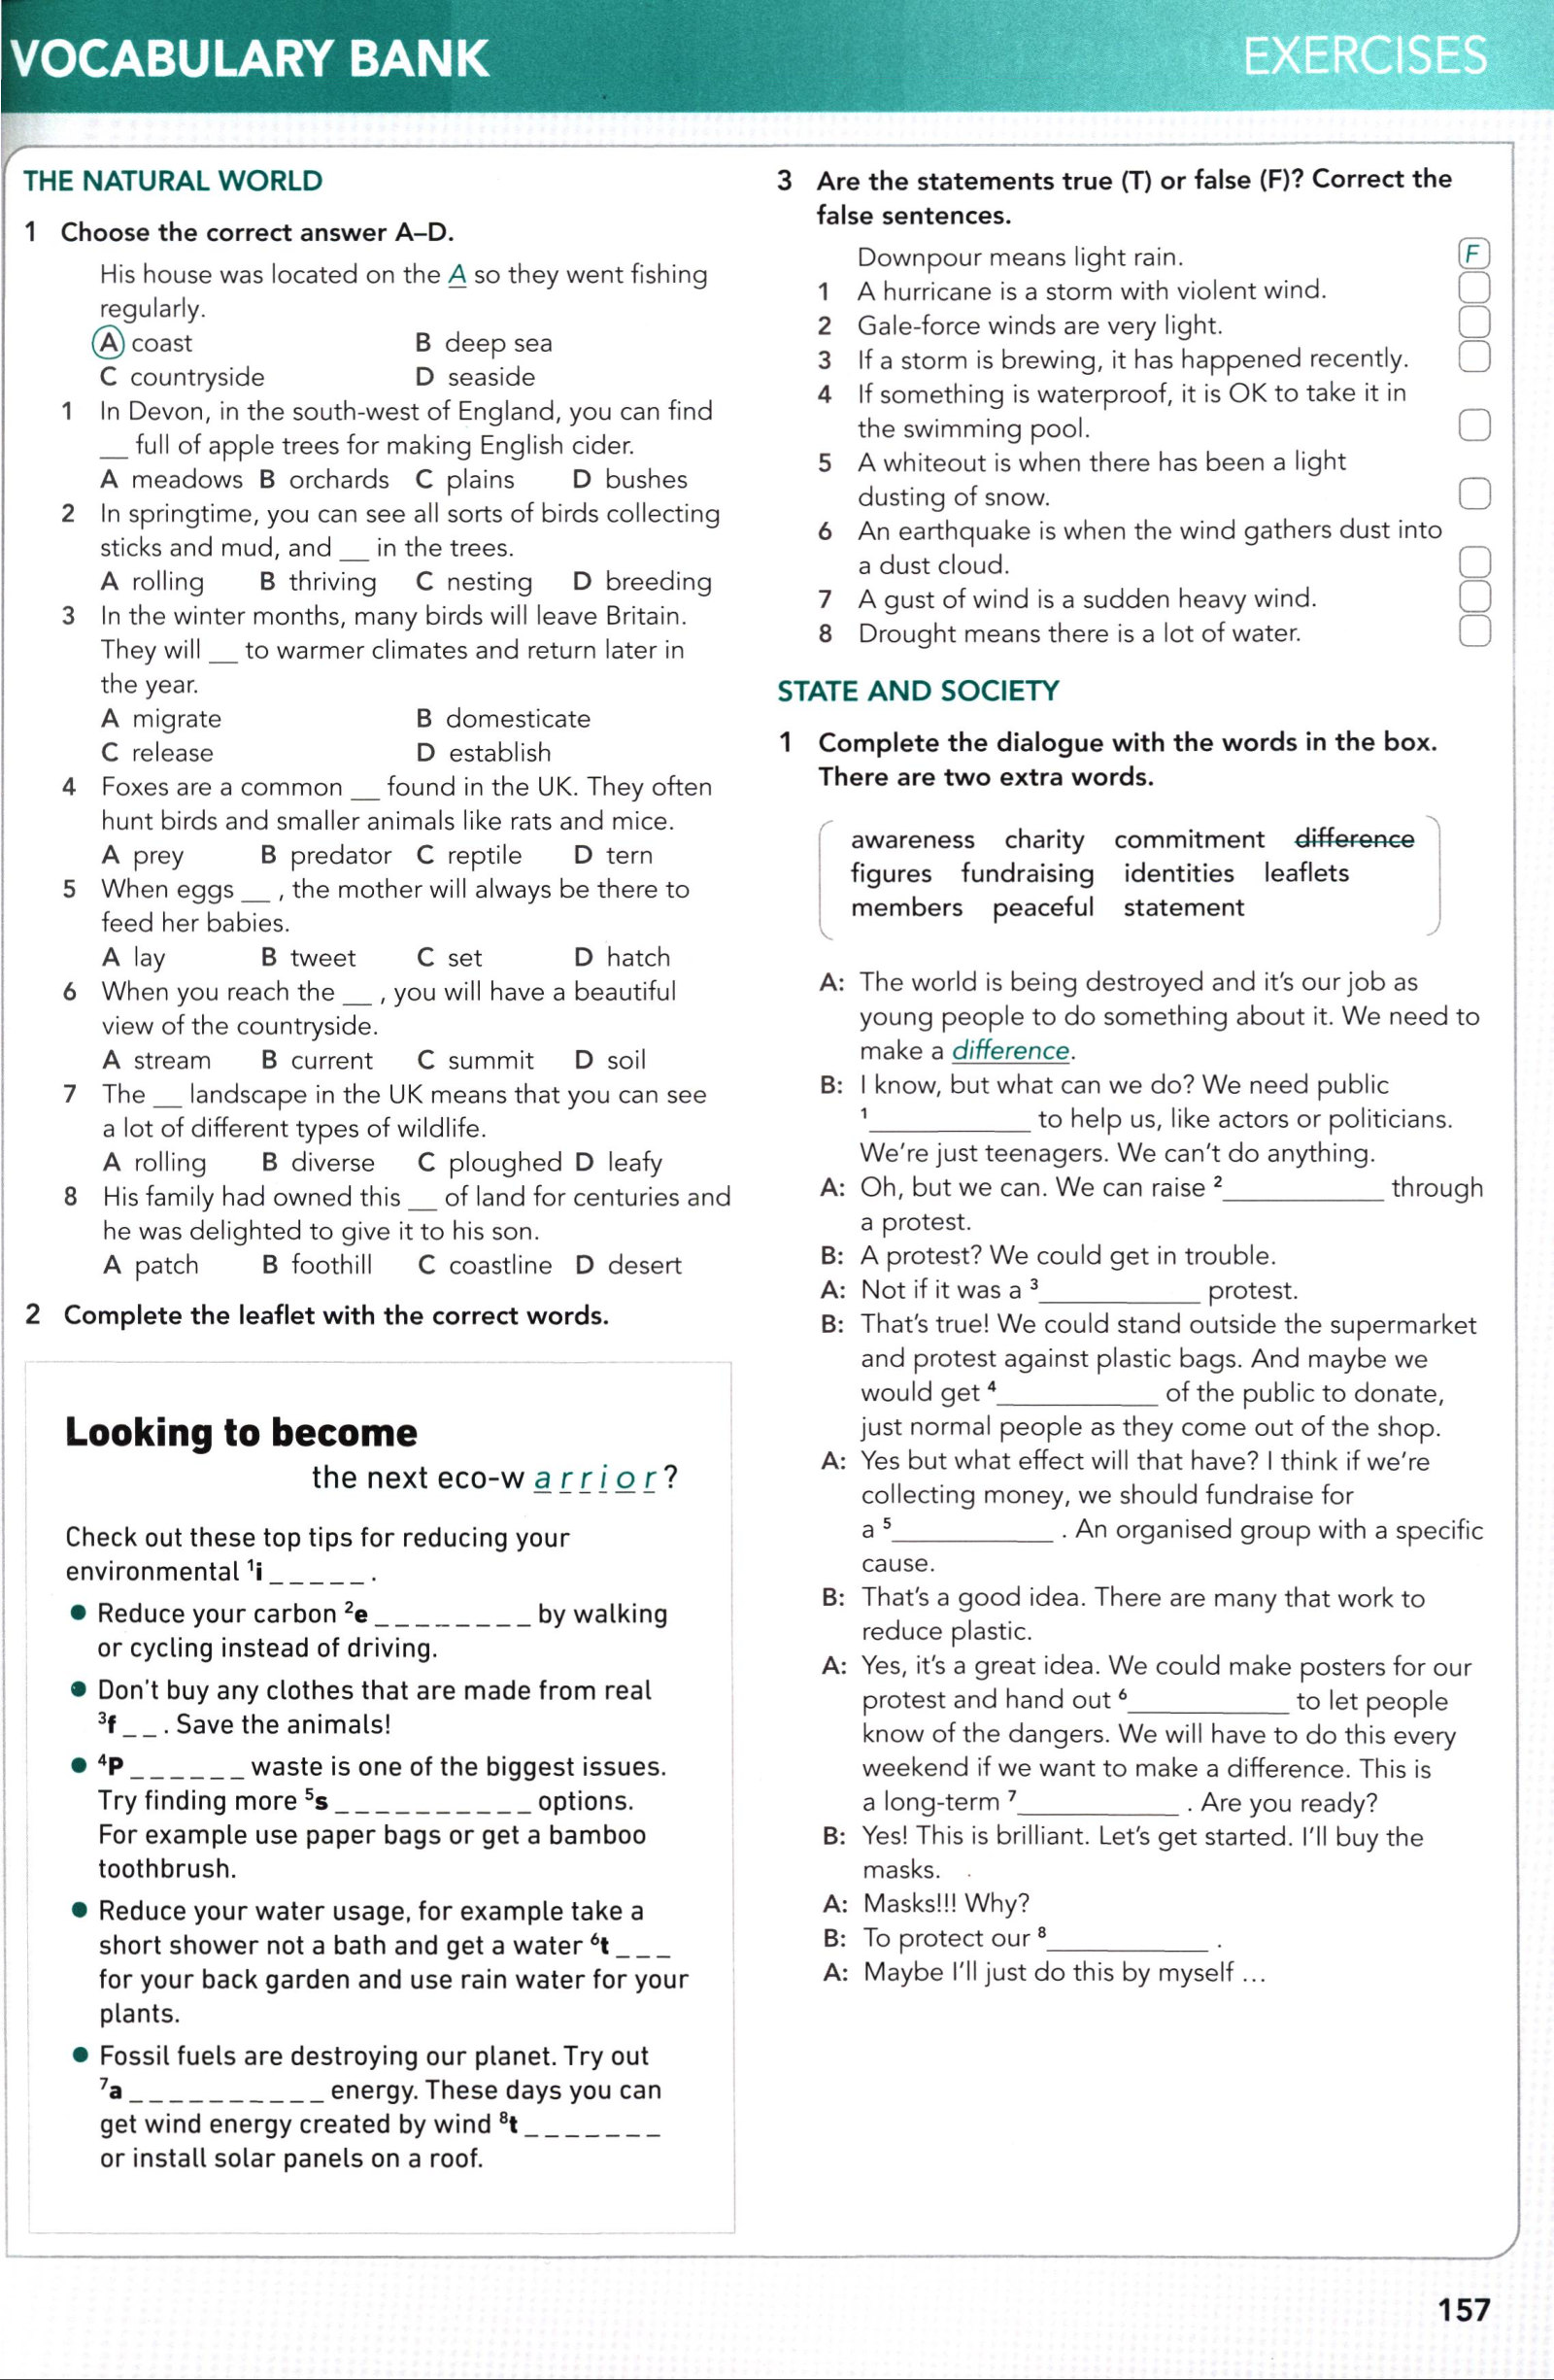 VOCABULARY BANK
EXERCISES
THE NATURAL WORLD
1 Choose the correct answer A–D.
His house was located on the A so they went fishing
regularly.
A coast B deep sea
C countryside D seaside
1 In Devon, in the south-west of England, you can find
__ full of apple trees for making English cider.
A meadows B orchards C plains D bushes
2 In springtime, you can see all sorts of birds collecting
sticks and mud, and __ in the trees.
A rolling B thriving C nesting D breeding
3 In the winter months, many birds will leave Britain.
They will __ to warmer climates and return later in
the year.
A migrate B domesticate
C release D establish
4 Foxes are a common __ found in the UK. They often
hunt birds and smaller animals like rats and mice.
A prey B predator C reptile D tern
5 When eggs __ , the mother will always be there to
feed her babies.
A lay B tweet C set D hatch
6 When you reach the __ , you will have a beautiful
view of the countryside.
A stream B current C summit D soil
7 The __ landscape in the UK means that you can see
a lot of different types of wildlife.
A rolling B diverse C ploughed D leafy
8 His family had owned this __ of land for centuries and
he was delighted to give it to his son.
A patch B foothill C coastline D desert
2 Complete the leaflet with the correct words.
Looking to become
the next eco-w a r r i o r ?
Check out these top tips for reducing your
environmental ¹i _ _ _ _ _ .
• Reduce your carbon ²e _ _ _ _ _ _ _ _ by walking
or cycling instead of driving.
• Don't buy any clothes that are made from real
³f _ _ . Save the animals!
• ⁴P _ _ _ _ _ _ waste is one of the biggest issues.
Try finding more ⁵s _ _ _ _ _ _ _ _ _ _ options.
For example use paper bags or get a bamboo
toothbrush.
• Reduce your water usage, for example take a
short shower not a bath and get a water ⁶t _ _ _
for your back garden and use rain water for your
plants.
• Fossil fuels are destroying our planet. Try out
⁷a _ _ _ _ _ _ _ _ _ _ energy. These days you can
get wind energy created by wind ⁸t _ _ _ _ _ _ _
or install solar panels on a roof.
3 Are the statements true (T) or false (F)? Correct the
false sentences.
Downpour means light rain. F
1 A hurricane is a storm with violent wind.
2 Gale-force winds are very light.
3 If a storm is brewing, it has happened recently.
4 If something is waterproof, it is OK to take it in
the swimming pool.
5 A whiteout is when there has been a light
dusting of snow.
6 An earthquake is when the wind gathers dust into
a dust cloud.
7 A gust of wind is a sudden heavy wind.
8 Drought means there is a lot of water.
STATE AND SOCIETY
1 Complete the dialogue with the words in the box.
There are two extra words.
awareness charity commitment difference
figures fundraising identities leaflets
members peaceful statement
A: The world is being destroyed and it's our job as
young people to do something about it. We need to
make a difference.
B: I know, but what can we do? We need public
¹____________ to help us, like actors or politicians.
We're just teenagers. We can't do anything.
A: Oh, but we can. We can raise ²____________ through
a protest.
B: A protest? We could get in trouble.
A: Not if it was a ³____________ protest.
B: That's true! We could stand outside the supermarket
and protest against plastic bags. And maybe we
would get ⁴____________ of the public to donate,
just normal people as they come out of the shop.
A: Yes but what effect will that have? I think if we're
collecting money, we should fundraise for
a ⁵____________ . An organised group with a specific
cause.
B: That's a good idea. There are many that work to
reduce plastic.
A: Yes, it's a great idea. We could make posters for our
protest and hand out ⁶____________ to let people
know of the dangers. We will have to do this every
weekend if we want to make a difference. This is
a long-term ⁷____________ . Are you ready?
B: Yes! This is brilliant. Let's get started. I'll buy the
masks.
A: Masks!!! Why?
B: To protect our ⁸____________ .
A: Maybe I'll just do this by myself ...
157